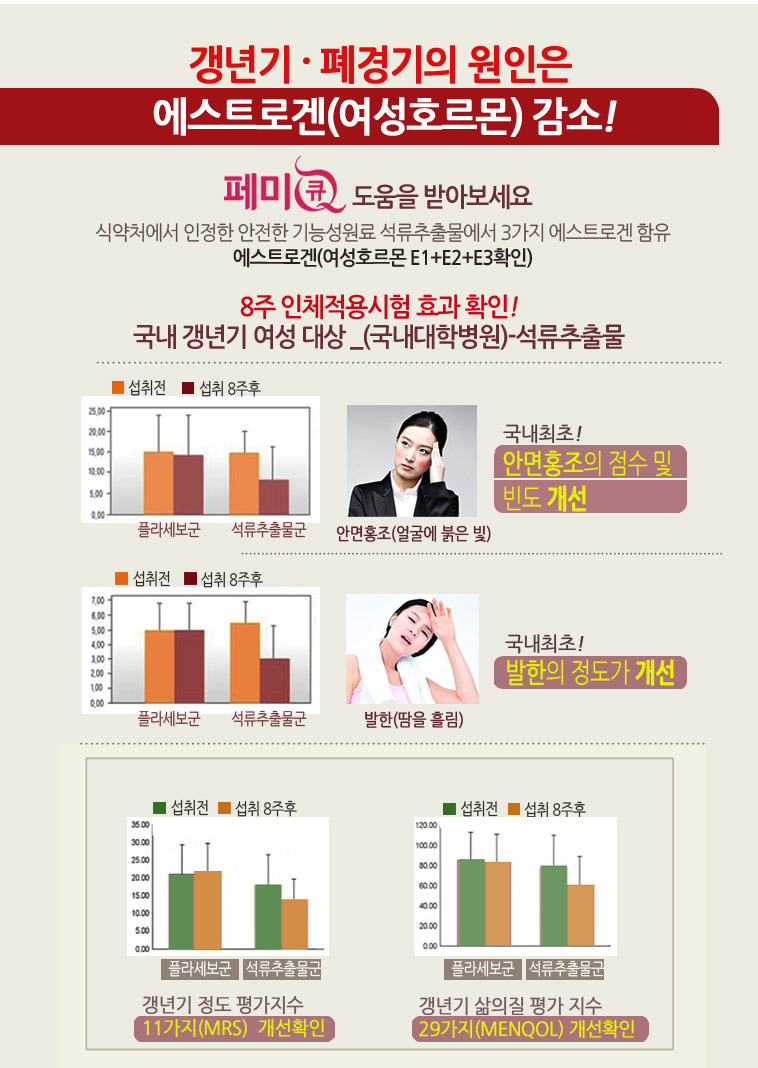 갱년기 · 폐경기의 원인은
에스트로겐(여성호르몬) 감소!
페미큐 도움을 받아보세요
식약처에서 인정한 안전한 기능성원료 석류추출물에서 3가지 에스트로겐 함유
에스트로겐(여성호르몬 E1+E2+E3확인)
8주 인체적용시험 효과 확인!
국내 갱년기 여성 대상 _(국내대학병원)-석류추출물
섭취전 섭취 8주후
25,00
20,00
15,00
10,00
5,00
0,00
플라세보군 석류추출물군
안면홍조(얼굴에 붉은 빛)
국내최초!
안면홍조의 점수 및
빈도 개선
섭취전 섭취 8주후
7,00
6,00
5,00
4,00
3,00
2,00
1,00
0,00
플라세보군 석류추출물군
발한(땀을 흘림)
국내최초!
발한의 정도가 개선
섭취전 섭취 8주후
35.00
30.00
25.00
20.00
15.00
10.00
5.00
0.00
플라세보군 석류추출물군
갱년기 정도 평가지수
11가지(MRS) 개선확인
섭취전 섭취 8주후
120.00
100.00
80.00
60.00
40.00
20.00
0.00
플라세보군 석류추출물군
갱년기 삶의질 평가 지수
29가지(MENQOL) 개선확인